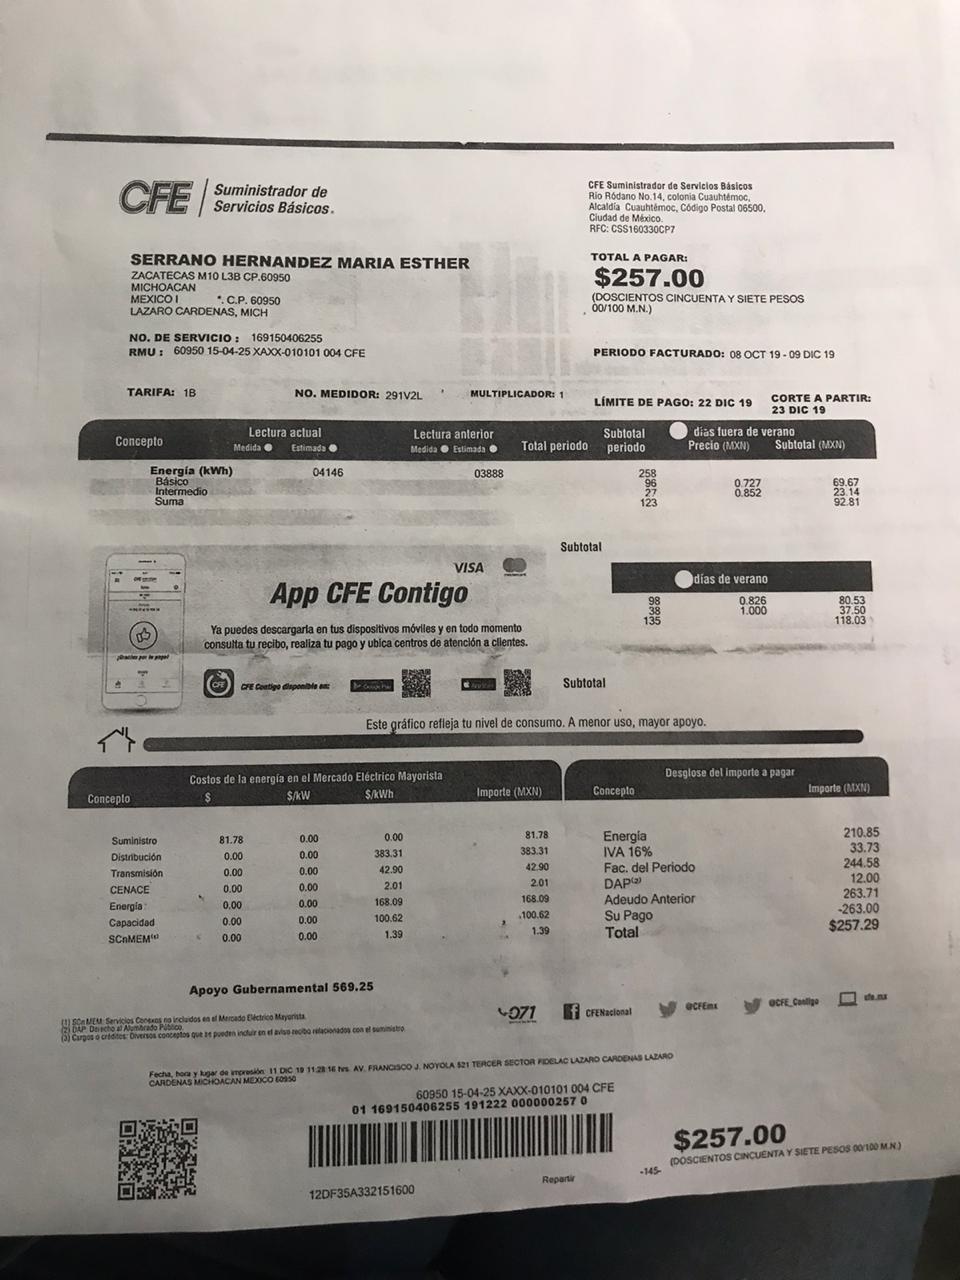 CFE
Suministrador de
Servicios Básicos.
CFE Suministrador de Servicios Básicos
Rio Ródano No.14, colonia Cuauhtémoc,
Alcaldía Cuauhtémoc, Código Postal 06500,
Ciudad de México.
RFC: CSS160330CP7
SERRANO HERNANDEZ MARIA ESTHER
ZACATECAS M10 L3B CP.60950
MICHOACAN
MEXICO I *. C.P. 60950
LAZARO CARDENAS, MICH
TOTAL A PAGAR:
$257.00
(DOSCIENTOS CINCUENTA Y SIETE PESOS
00/100 M.N.)
NO. DE SERVICIO : 169150406255
RMU : 60950 15-04-25 XAXX-010101 004 CFE
PERIODO FACTURADO: 08 OCT 19 - 09 DIC 19
TARIFA: 1B NO. MEDIDOR: 291V2L MULTIPLICADOR: 1
LÍMITE DE PAGO: 22 DIC 19 CORTE A PARTIR:
23 DIC 19
Concepto Lectura actual Lectura anterior Total periodo Subtotal periodo días fuera de verano
Medida Estimada Medida Estimada Precio (MXN) Subtotal (MXN)
Energía (kWh) 04146 03888 258
Básico 96 0.727 69.67
Intermedio 27 0.852 23.14
Suma 123 92.81
Subtotal
días de verano
98 0.826 80.53
38 1.000 37.50
135 118.03
Subtotal
VISA
App CFE Contigo
Ya puedes descargarla en tus dispositivos móviles y en todo momento
consulta tu recibo, realiza tu pago y ubica centros de atención a clientes.
CFE Contigo disponible en:
Este gráfico refleja tu nivel de consumo. A menor uso, mayor apoyo.
Costos de la energía en el Mercado Eléctrico Mayorista
Concepto $ $/kW $/kWh Importe (MXN)
Suministro 81.78 0.00 0.00 81.78
Distribución 0.00 0.00 383.31 383.31
Transmisión 0.00 0.00 42.90 42.90
CENACE 0.00 0.00 2.01 2.01
Energía 0.00 0.00 168.09 168.09
Capacidad 0.00 0.00 100.62 100.62
SCnMEM(1) 0.00 0.00 1.39 1.39
Desglose del importe a pagar
Concepto Importe (MXN)
Energía 210.85
IVA 16% 33.73
Fac. del Periodo 244.58
DAP(2) 12.00
Adeudo Anterior 263.71
Su Pago -263.00
Total $257.29
Apoyo Gubernamental 569.25
(1) SCnMEM: Servicios Conexos no incluidos en el Mercado Eléctrico Mayorista.
(2) DAP: Derecho al Alumbrado Público.
(3) Cargos o créditos: Diversos conceptos que se pueden incluir en el aviso recibo relacionados con el suministro.
071 CFENacional @CFEmx @CFE_Contigo cfe.mx
Fecha, hora y lugar de impresión: 11 DIC 19 11:28:16 hrs. AV. FRANCISCO J. NOYOLA 521 TERCER SECTOR FIDELAC LAZARO CARDENAS LAZARO
CARDENAS MICHOACAN MEXICO 60950
60950 15-04-25 XAXX-010101 004 CFE
01 169150406255 191222 000000257 0
$257.00
(DOSCIENTOS CINCUENTA Y SIETE PESOS 00/100 M.N.)
-145-
Repartir
12DF35A332151600